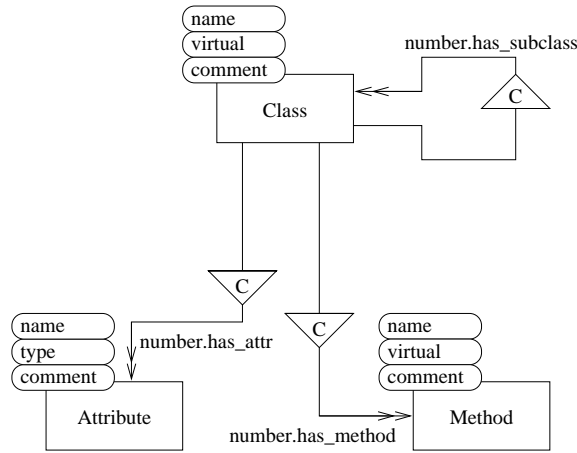 name
virtual
comment
Class
number.has_subclass
C
C
C
name
type
comment
Attribute
number.has_attr
number.has_method
name
virtual
comment
Method